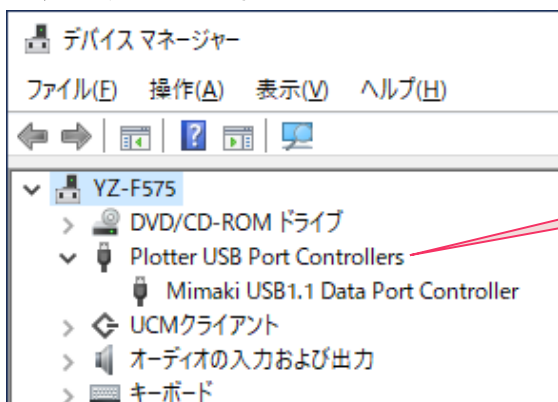 デバイス マネージャー
ファイル(F) 操作(A) 表示(V) ヘルプ(H)
YZ-F575
DVD/CD-ROM ドライブ
Plotter USB Port Controllers
Mimaki USB1.1 Data Port Controller
UCMクライアント
オーディオの入力および出力
キーボード